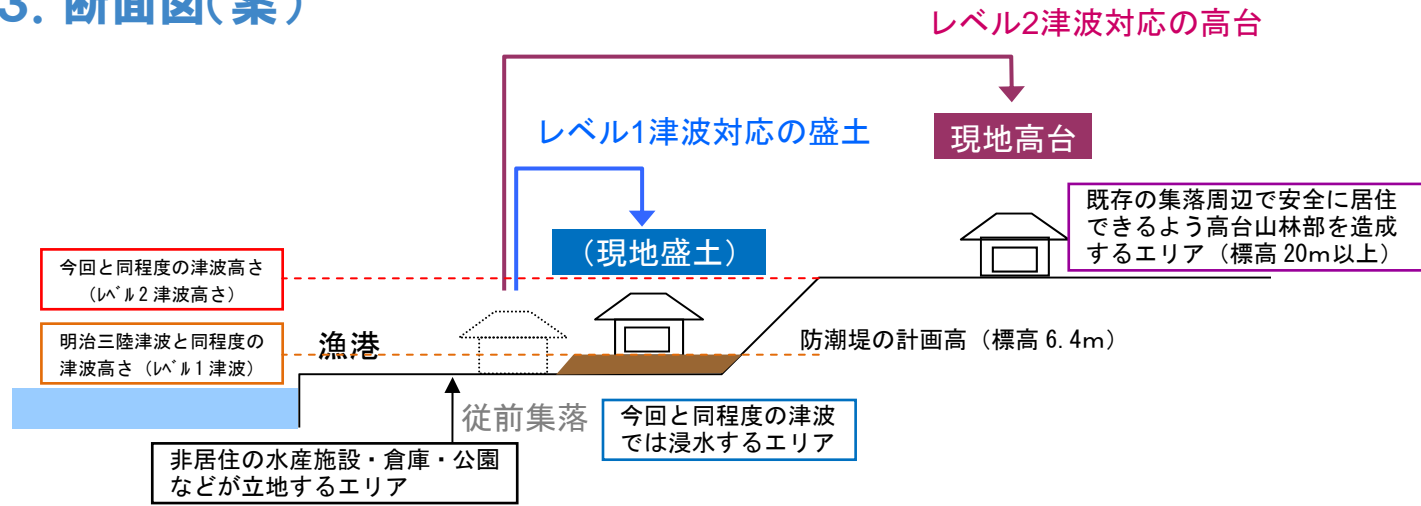 3. 断面図(案)
レベル2津波対応の高台
レベル1津波対応の盛土
現地高台
既存の集落周辺で安全に居住
できるよう高台山林部を造成
するエリア（標高20m以上）
（現地盛土）
今回と同程度の津波高さ
（ﾚﾍﾞﾙ2津波高さ）
明治三陸津波と同程度の
津波高さ（ﾚﾍﾞﾙ1津波）
漁港
防潮堤の計画高（標高6.4m）
従前集落
今回と同程度の津波
では浸水するエリア
非居住の水産施設・倉庫・公園
などが立地するエリア